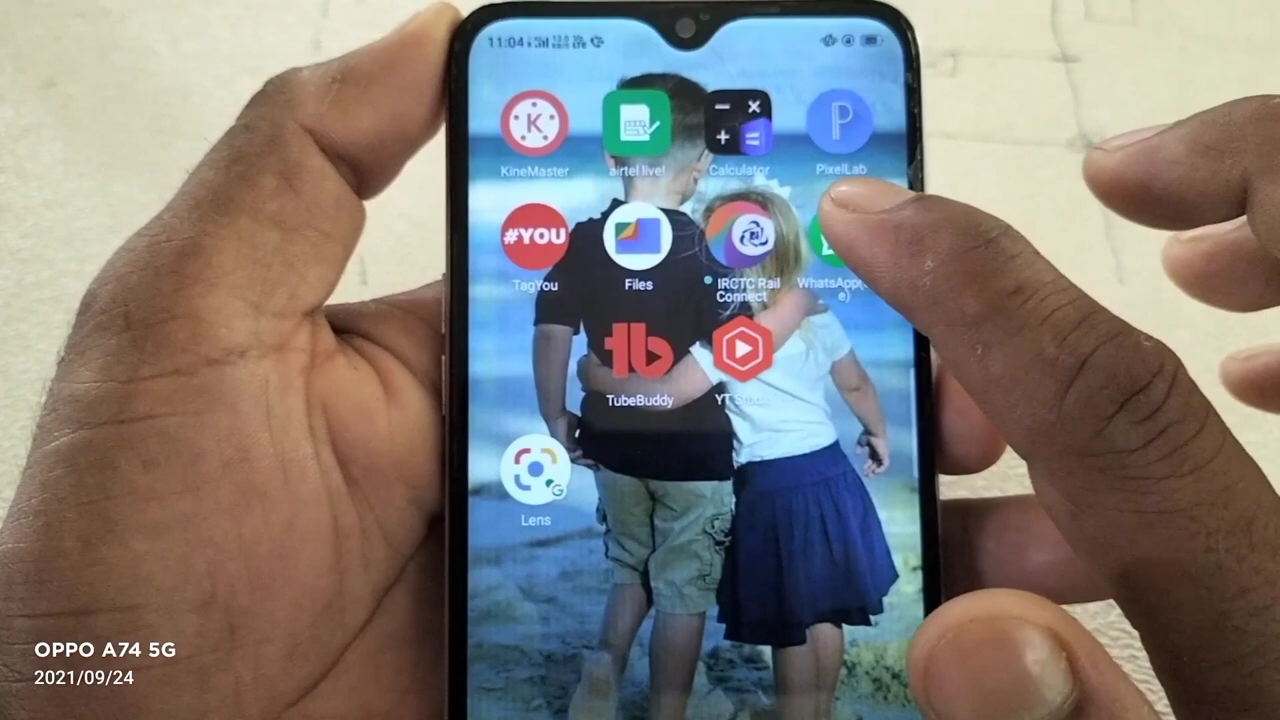 11:04
KineMaster
airtel live!
Calculator
PixelLab
#YOU
TagYou
Files
IRCTC Rail
Connect
WhatsApp(
e)
TubeBuddy
Lens
OPPO A74 5G
2021/09/24